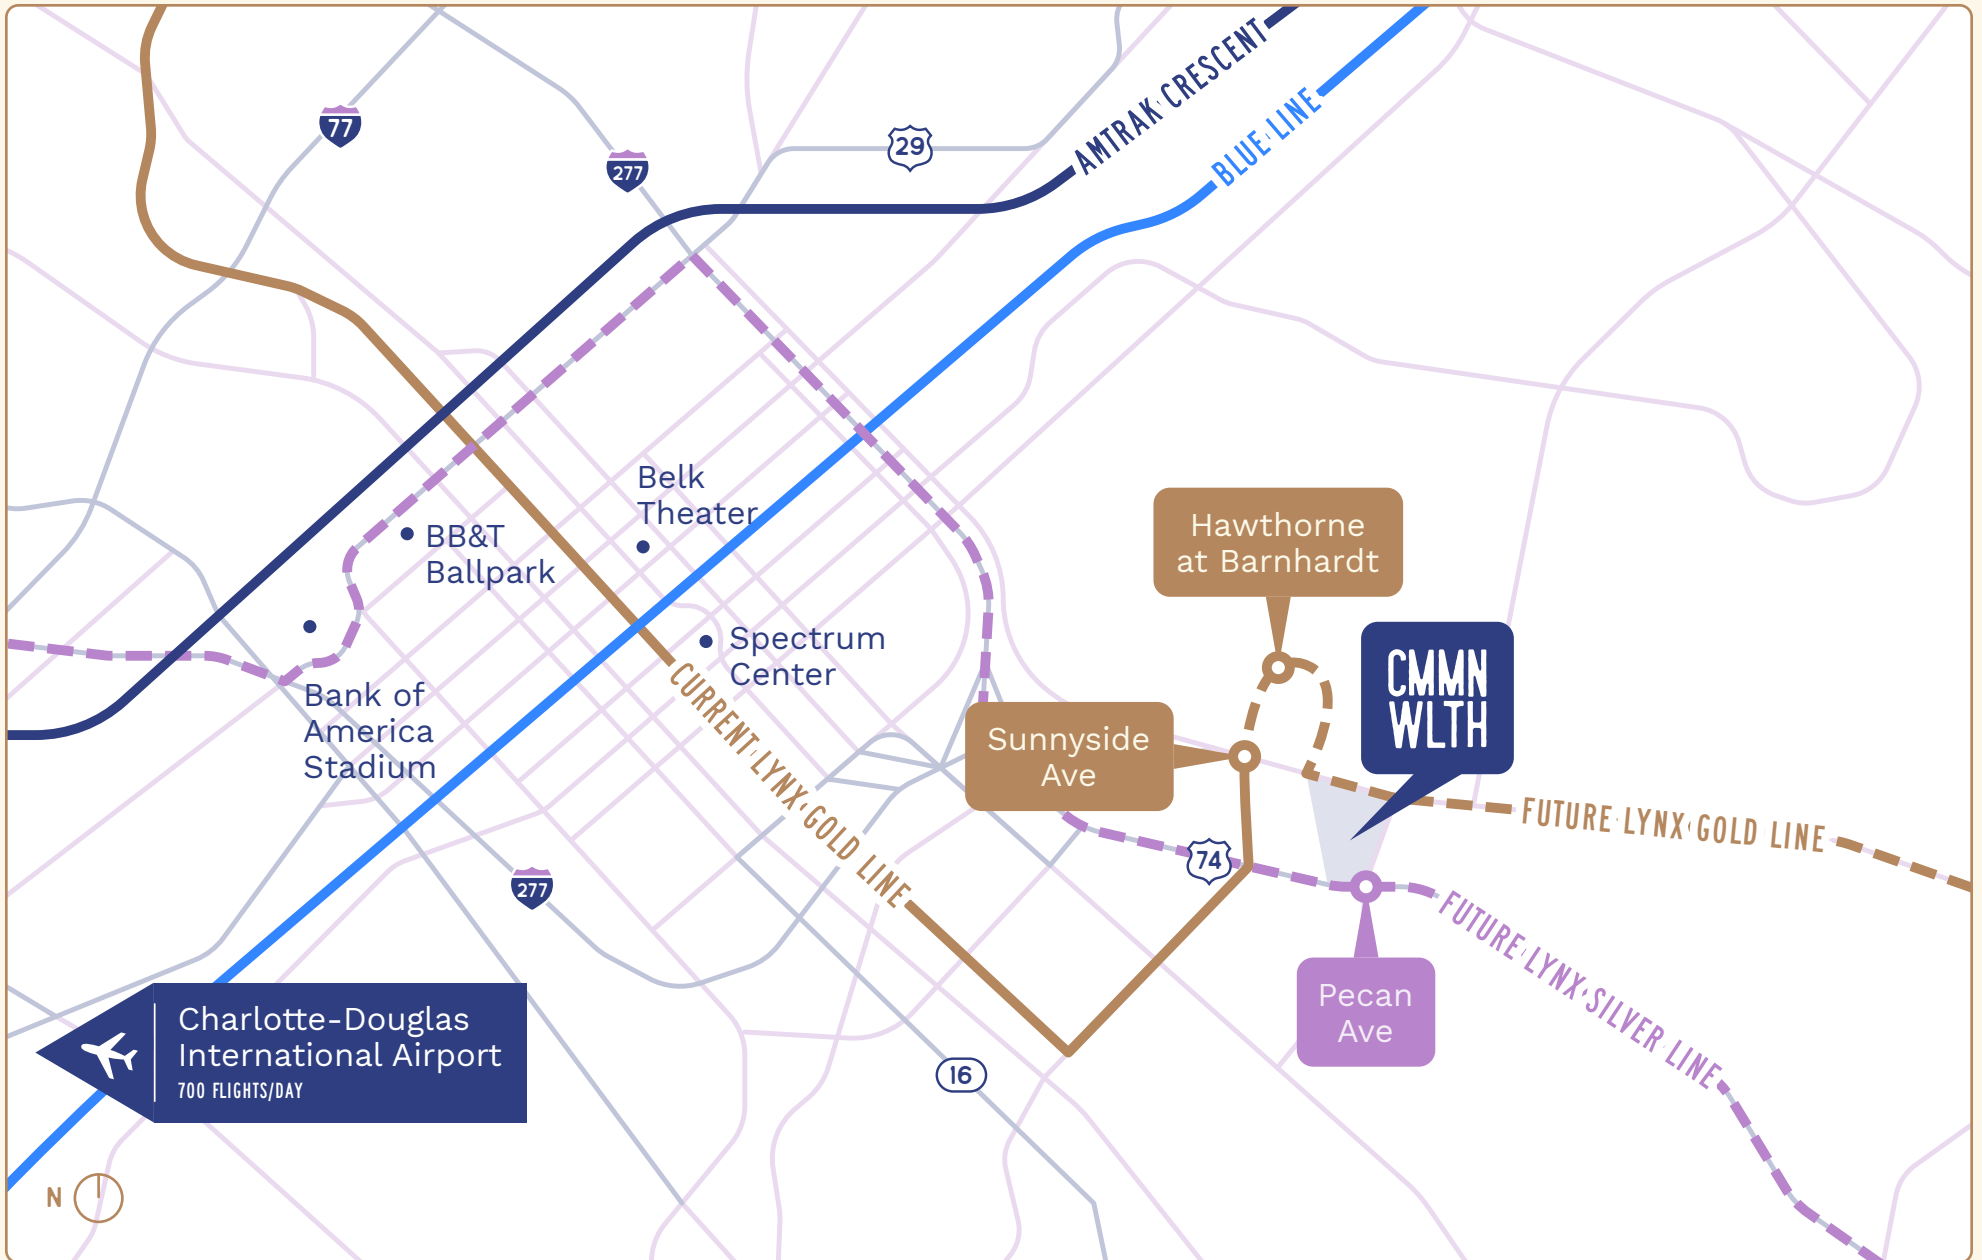 77
277
29
AMTRAK CRESCENT
BLUE LINE
Belk
Theater
BB&T
Ballpark
Spectrum
Center
Bank of
America
Stadium
Hawthorne
at Barnhardt
CMMN
WLTH
Sunnyside
Ave
CURRENT LYNX GOLD LINE
FUTURE LYNX GOLD LINE
74
277
FUTURE LYNX SILVER LINE
Pecan
Ave
Charlotte-Douglas
International Airport
700 FLIGHTS/DAY
16
N